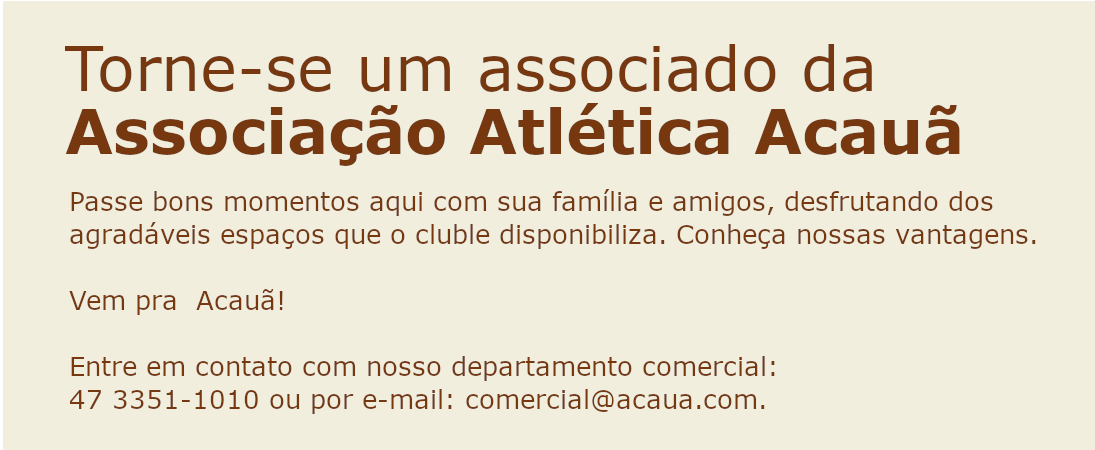 Torne-se um associado da
Associação Atlética Acauã
Passe bons momentos aqui com sua família e amigos, desfrutando dos
agradáveis espaços que o cluble disponibiliza. Conheça nossas vantagens.
Vem pra  Acauã!
Entre em contato com nosso departamento comercial:
47 3351-1010 ou por e-mail: comercial@acaua.com.